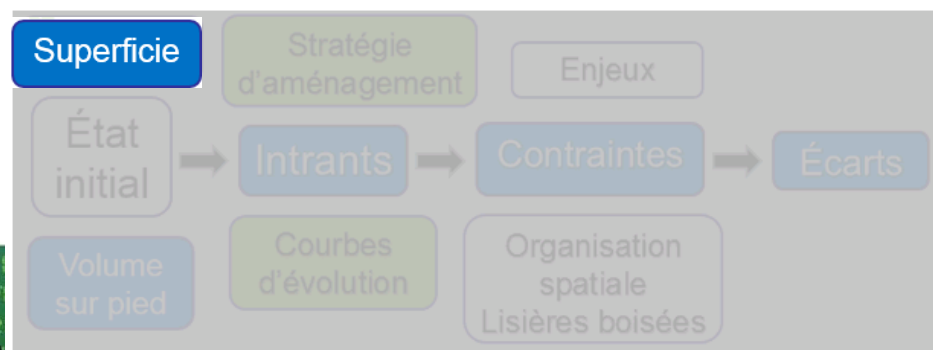 Superficie
Stratégie
d'aménagement
Enjeux
État
initial
Intrants
Contraintes
Écarts
Volume
sur pied
Courbes
d'évolution
Organisation
spatiale
Lisières boisées